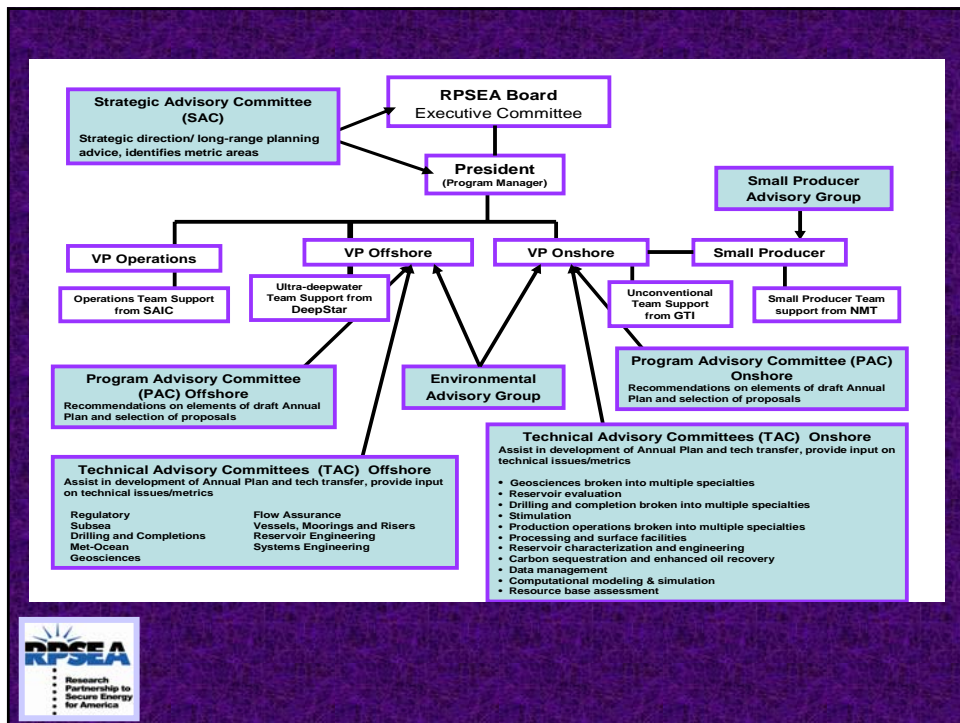 Strategic Advisory Committee
(SAC)
Strategic direction/ long-range planning
advice, identifies metric areas
RPSEA Board
Executive Committee
President
(Program Manager)
Small Producer
Advisory Group
VP Operations
VP Offshore
VP Onshore
Small Producer
Operations Team Support
from SAIC
Ultra-deepwater
Team Support from
DeepStar
Unconventional
Team Support
from GTI
Small Producer Team
support from NMT
Program Advisory Committee
(PAC) Offshore
Recommendations on elements of draft Annual
Plan and selection of proposals
Environmental
Advisory Group
Program Advisory Committee (PAC)
Onshore
Recommendations on elements of draft Annual
Plan and selection of proposals
Technical Advisory Committees (TAC) Offshore
Assist in development of Annual Plan and tech transfer, provide input
on technical issues/metrics
Regulatory
Subsea
Drilling and Completions
Met-Ocean
Geosciences
Flow Assurance
Vessels, Moorings and Risers
Reservoir Engineering
Systems Engineering
Technical Advisory Committees (TAC) Onshore
Assist in development of Annual Plan and tech transfer, provide input on
technical issues/metrics
• Geosciences broken into multiple specialties
• Reservoir evaluation
• Drilling and completion broken into multiple specialties
• Stimulation
• Production operations broken into multiple specialties
• Processing and surface facilities
• Reservoir characterization and engineering
• Carbon sequestration and enhanced oil recovery
• Data management
• Computational modeling & simulation
• Resource base assessment
RPSEA
Research
Partnership to
Secure Energy
for America